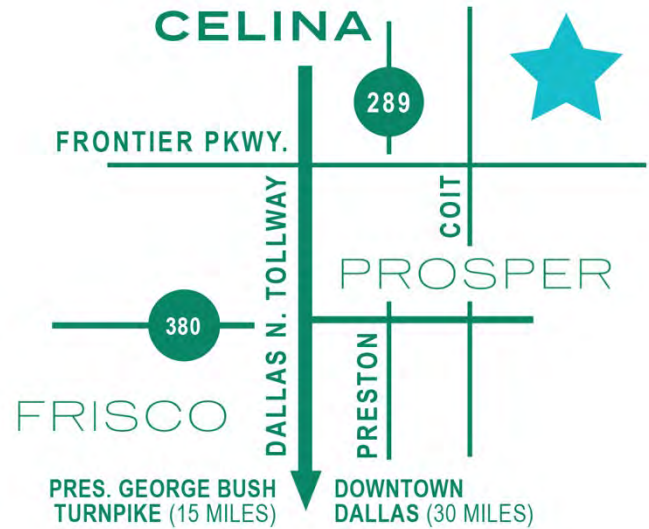 CELINA
289
FRONTIER PKWY.
DALLAS N. TOLLWAY
COIT
PROSPER
380
PRESTON
FRISCO
PRES. GEORGE BUSH
TURNPIKE (15 MILES)
DOWNTOWN
DALLAS (30 MILES)